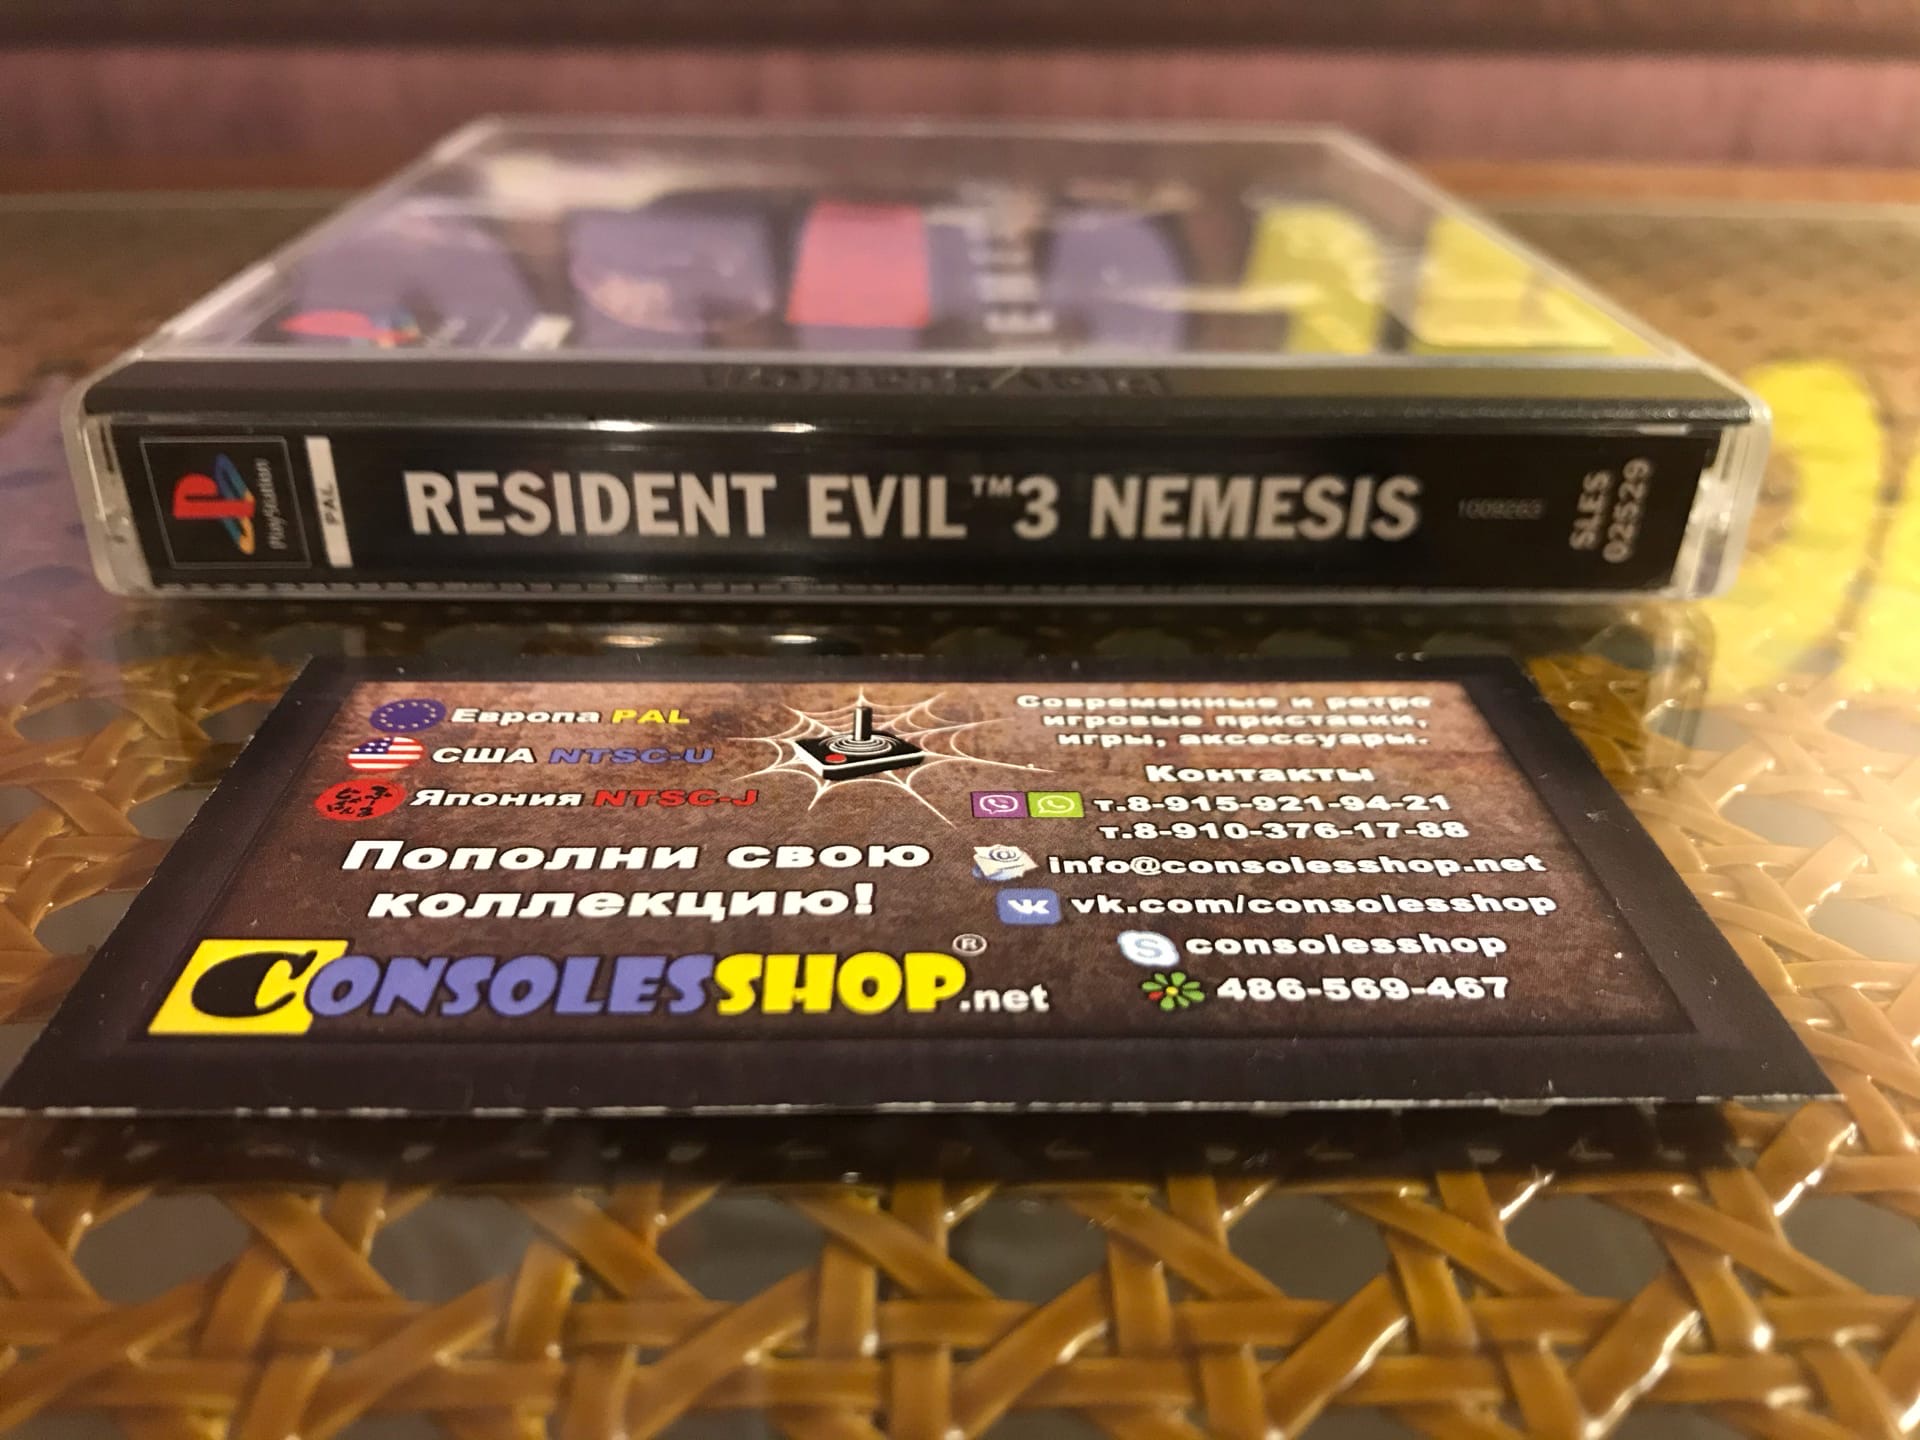 PlayStation
PAL
RESIDENT EVIL™3 NEMESIS
1009263
SLES
02529
Европа PAL
США NTSC-U
Япония NTSC-J
Пополни свою
коллекцию!
CONSOLESSHOP.net
®
Современные и ретро
игровые приставки,
игры, аксессуары.
Контакты
т.8-915-921-94-21
т.8-910-376-17-88
info@consolesshop.net
vk.com/consolesshop
consolesshop
486-569-467